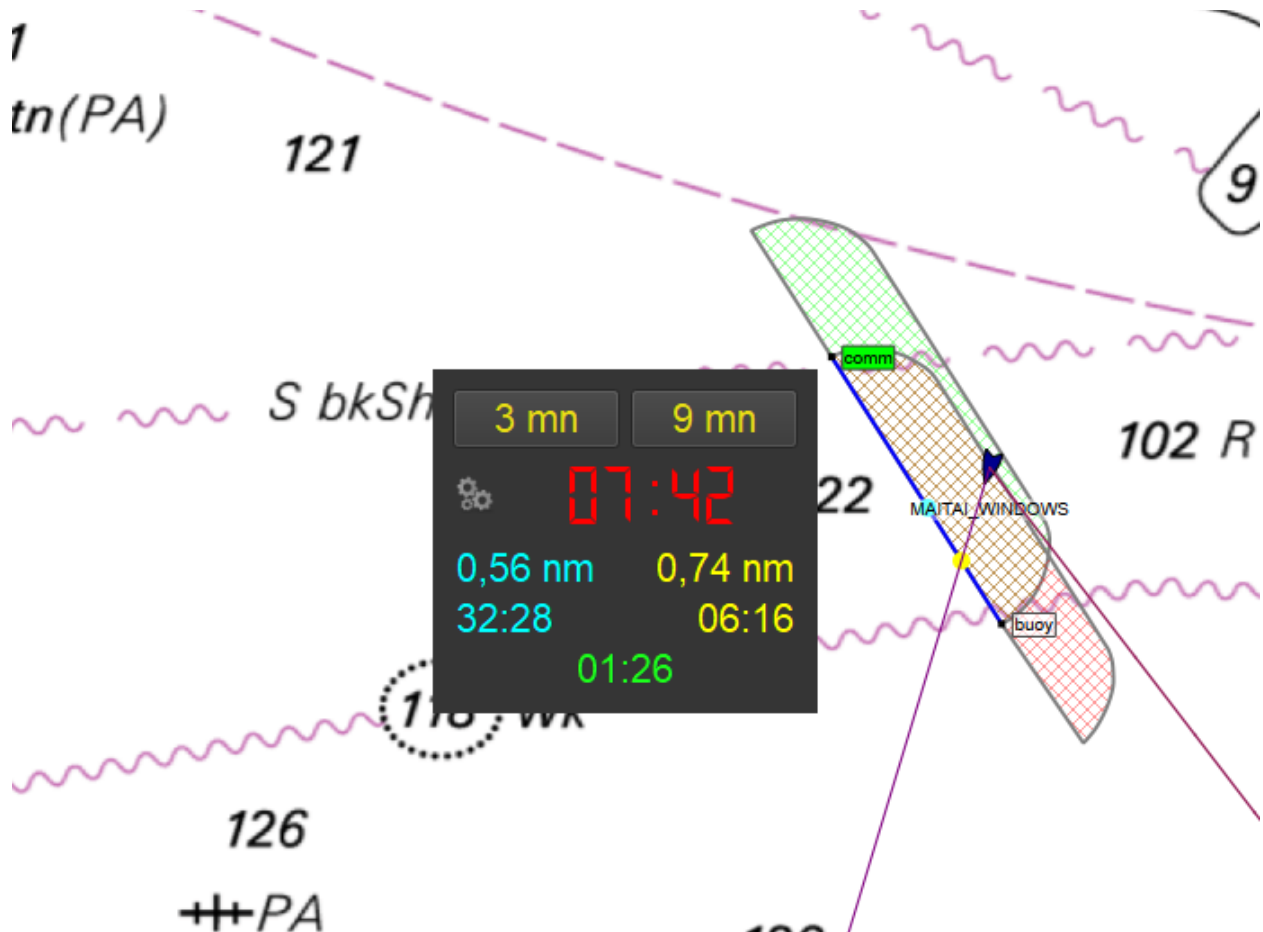 1
tn(PA)
121
9
comm
S bkSh
102 R
3 mn 9 mn
07:42
22
MAITAI_WINDOWS
0,56 nm 0,74 nm
32:28 06:16
buoy
01:26
118 Wk
126
PA